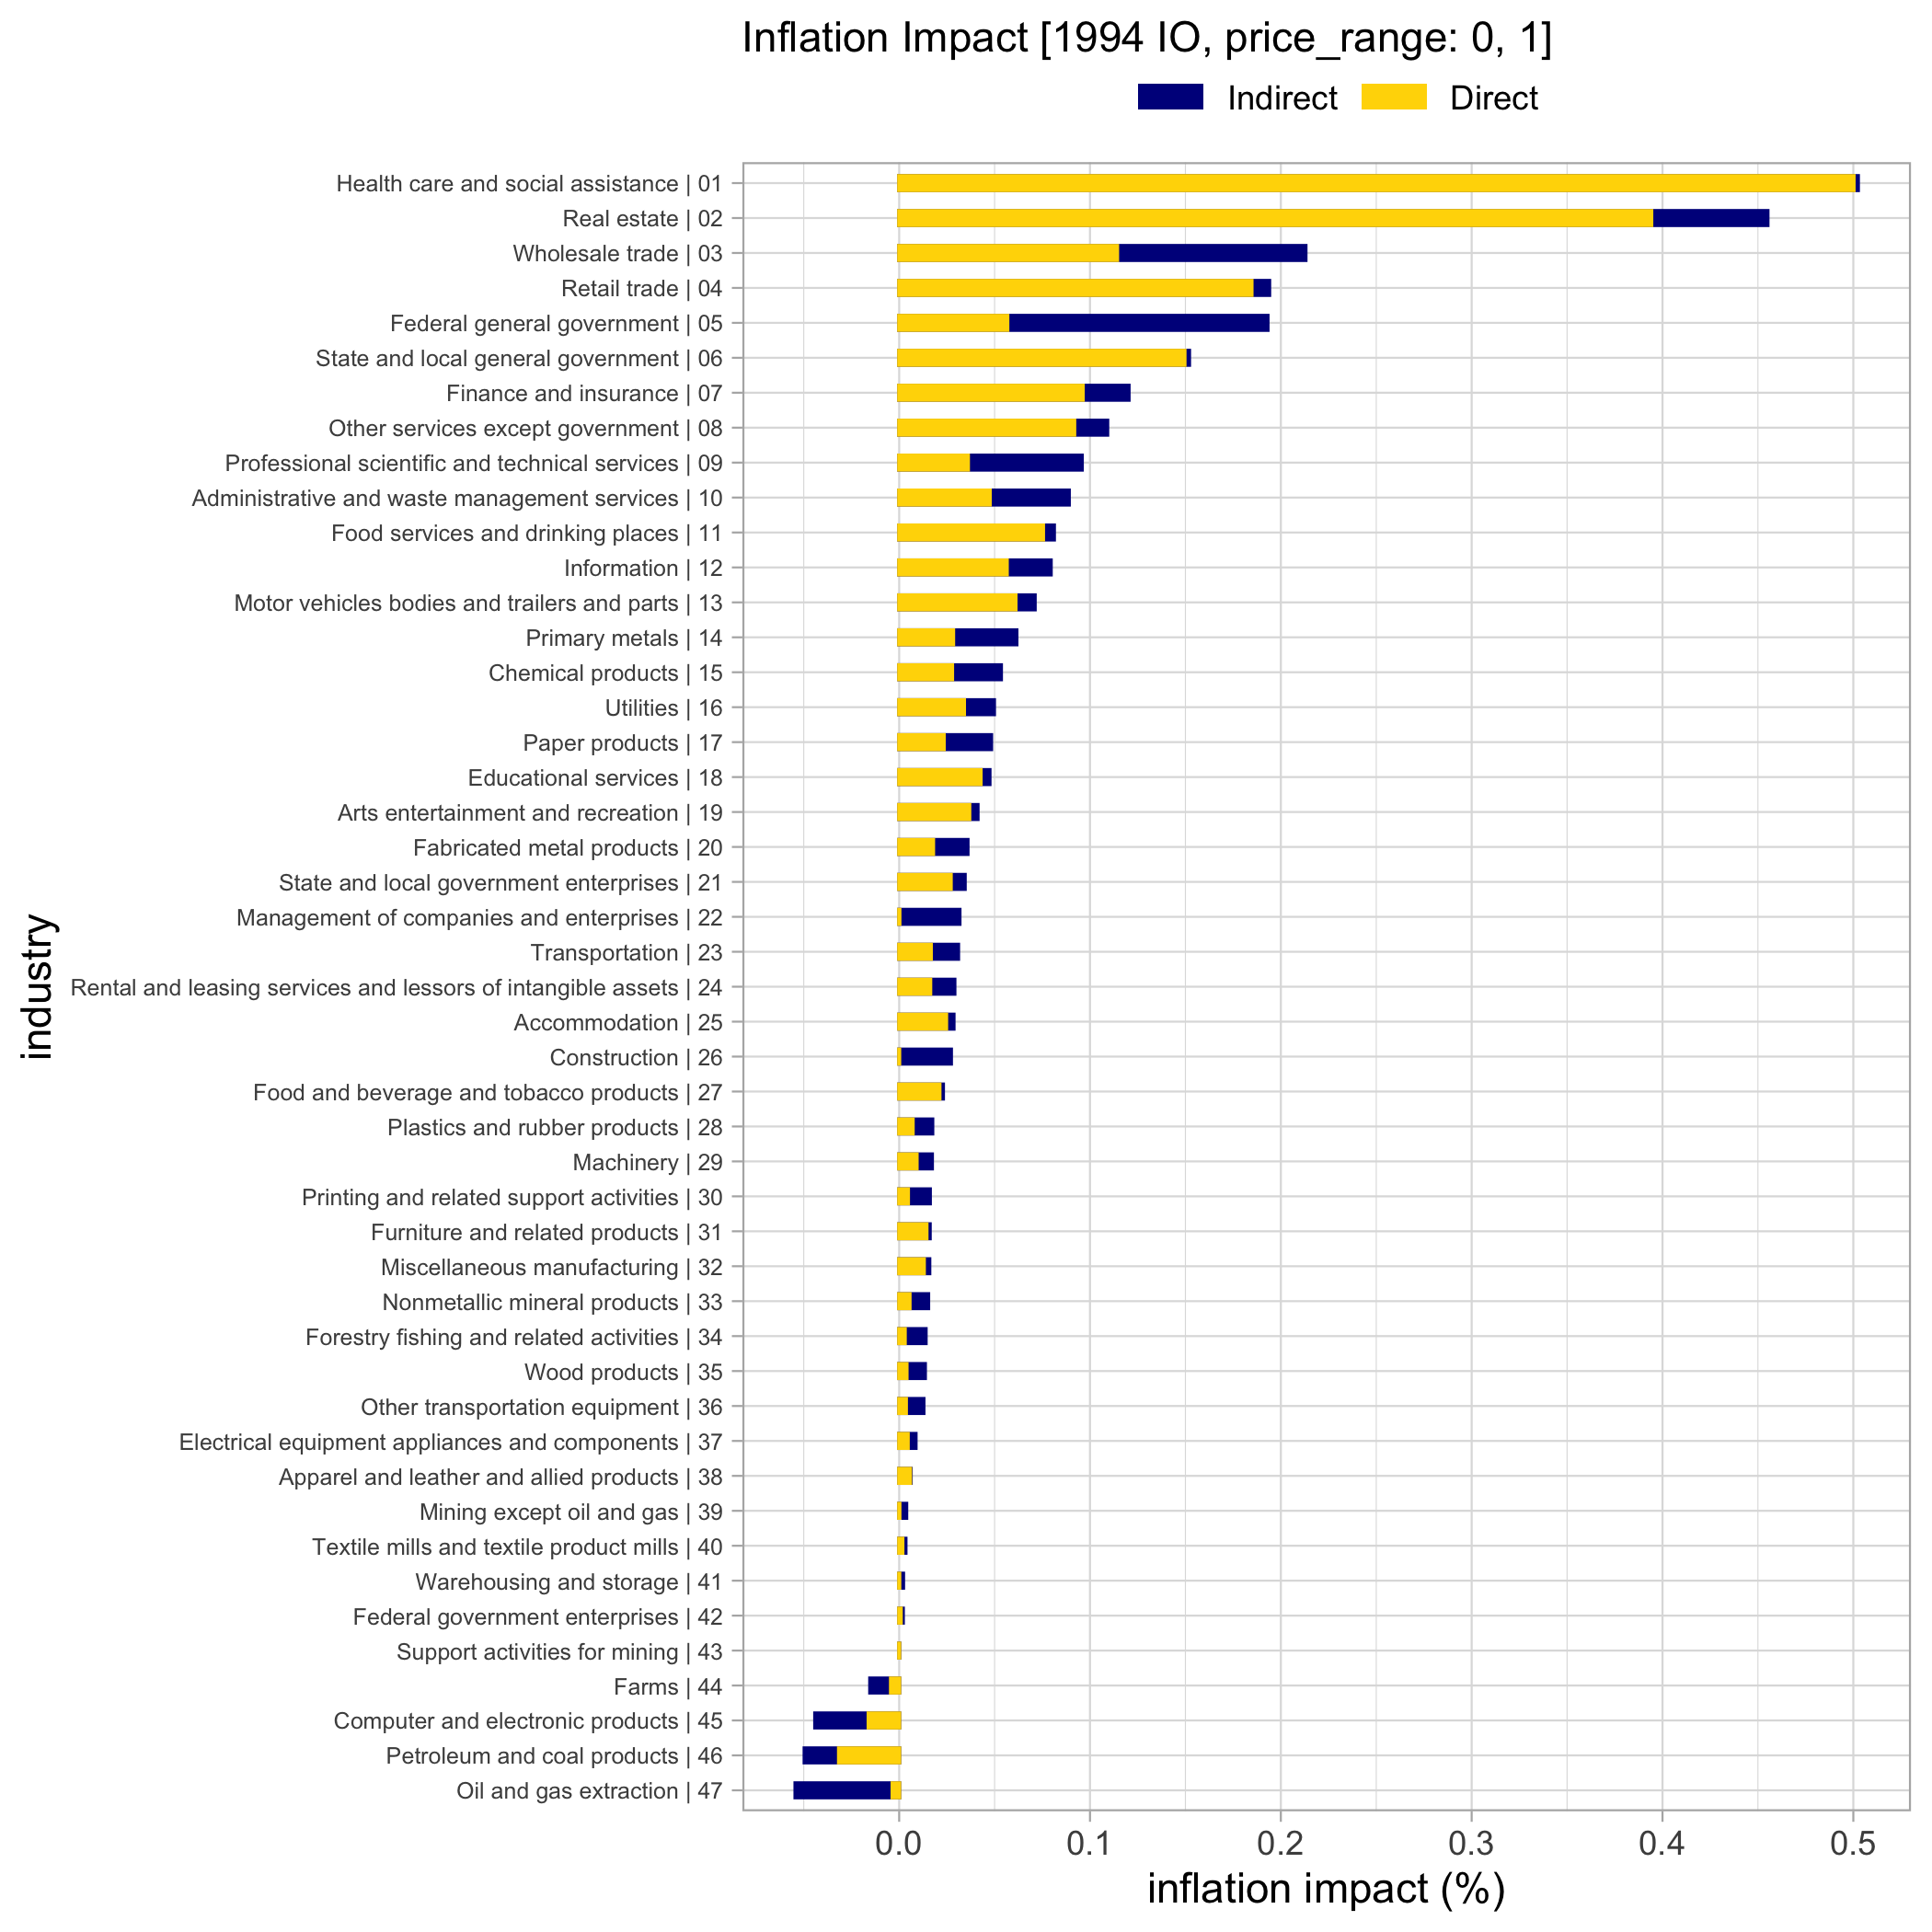 Inflation Impact [1994 IO, price_range: 0, 1]
Indirect Direct
Health care and social assistance | 01
Real estate | 02
Wholesale trade | 03
Retail trade | 04
Federal general government | 05
State and local general government | 06
Finance and insurance | 07
Other services except government | 08
Professional scientific and technical services | 09
Administrative and waste management services | 10
Food services and drinking places | 11
Information | 12
Motor vehicles bodies and trailers and parts | 13
Primary metals | 14
Chemical products | 15
Utilities | 16
Paper products | 17
Educational services | 18
Arts entertainment and recreation | 19
Fabricated metal products | 20
State and local government enterprises | 21
Management of companies and enterprises | 22
Transportation | 23
Rental and leasing services and lessors of intangible assets | 24
Accommodation | 25
Construction | 26
Food and beverage and tobacco products | 27
Plastics and rubber products | 28
Machinery | 29
Printing and related support activities | 30
Furniture and related products | 31
Miscellaneous manufacturing | 32
Nonmetallic mineral products | 33
Forestry fishing and related activities | 34
Wood products | 35
Other transportation equipment | 36
Electrical equipment appliances and components | 37
Apparel and leather and allied products | 38
Mining except oil and gas | 39
Textile mills and textile product mills | 40
Warehousing and storage | 41
Federal government enterprises | 42
Support activities for mining | 43
Farms | 44
Computer and electronic products | 45
Petroleum and coal products | 46
Oil and gas extraction | 47
industry
0.0 0.1 0.2 0.3 0.4 0.5
inflation impact (%)